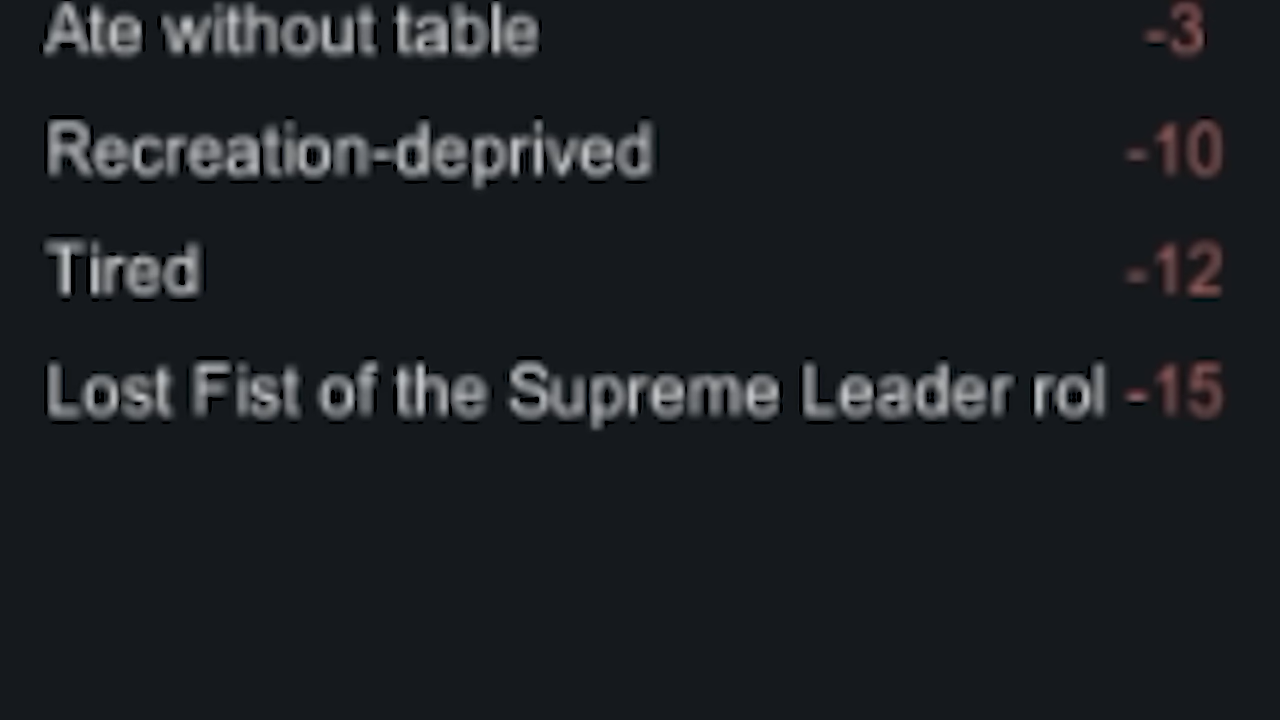 Ate without table -3
Recreation-deprived -10
Tired -12
Lost Fist of the Supreme Leader rol -15